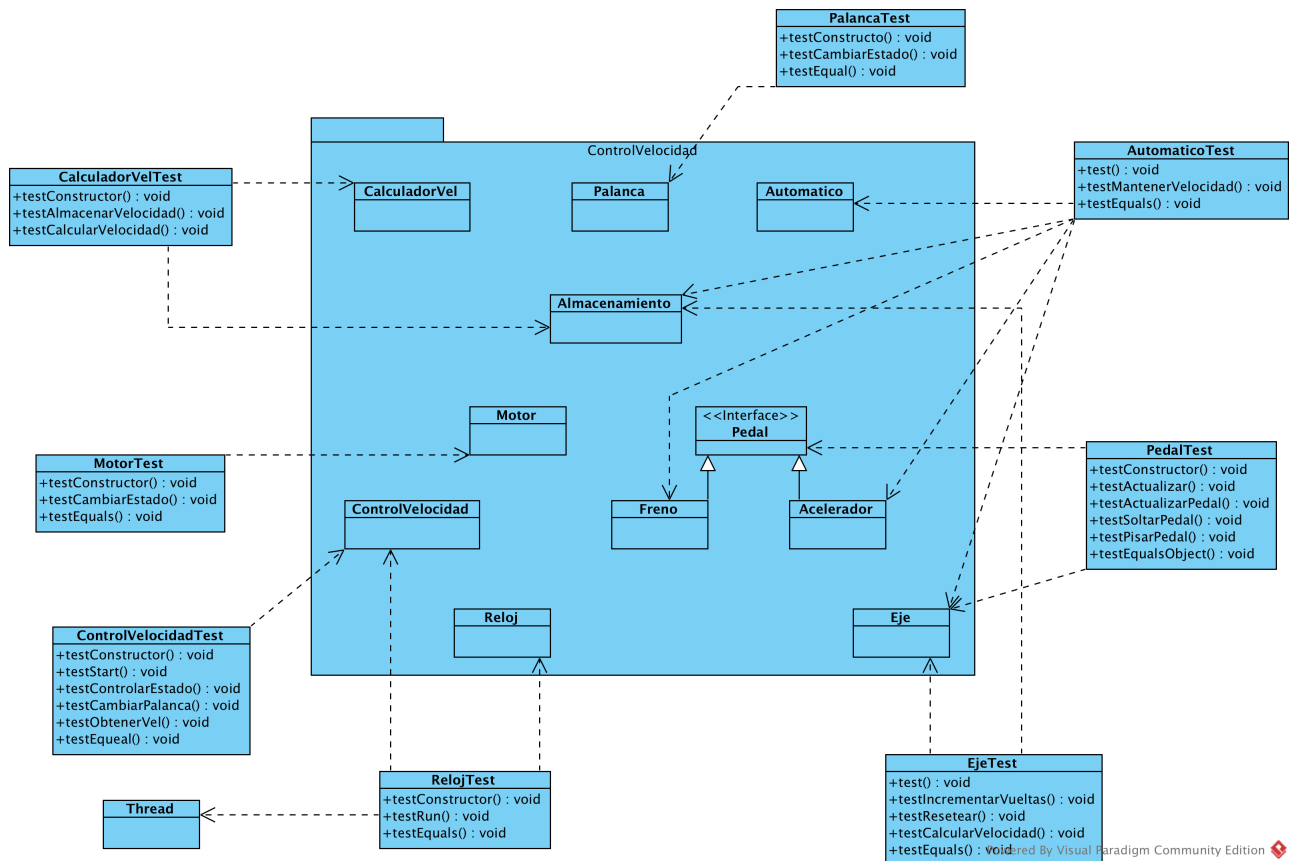 PalancaTest
+testConstructo() : void
+testCambiarEstado() : void
+testEqual() : void
ControlVelocidad
AutomaticoTest
+test() : void
+testMantenerVelocidad() : void
+testEquals() : void
CalculadorVelTest
+testConstructor() : void
+testAlmacenarVelocidad() : void
+testCalcularVelocidad() : void
CalculadorVel
Palanca
Automatico
Almacenamiento
Motor
<<Interface>>
Pedal
MotorTest
+testConstructor() : void
+testCambiarEstado() : void
+testEquals() : void
PedalTest
+testConstructor() : void
+testActualizar() : void
+testActualizarPedal() : void
+testSoltarPedal() : void
+testPisarPedal() : void
+testEqualsObject() : void
ControlVelocidad
Freno
Acelerador
Reloj
Eje
ControlVelocidadTest
+testConstructor() : void
+testStart() : void
+testControlarEstado() : void
+testCambiarPalanca() : void
+testObtenerVel() : void
+testEqueal() : void
RelojTest
+testConstructor() : void
+testRun() : void
+testEquals() : void
Thread
EjeTest
+test() : void
+testIncrementarVueltas() : void
+testResetear() : void
+testCalcularVelocidad() : void
+testEquals() : void
Powered By Visual Paradigm Community Edition